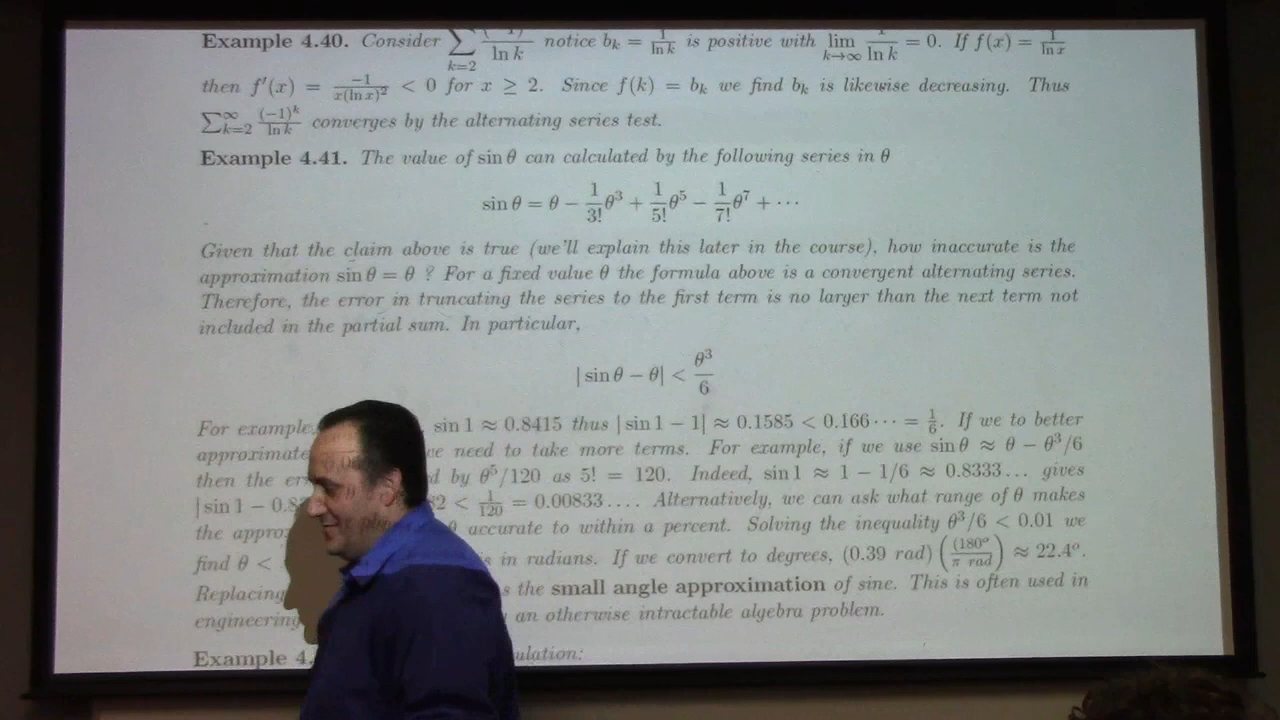 Example 4.40. Consider ∑ k=2 (-1) / ln k notice b_k = 1/ln k is positive with lim k→∞ 1/ln k = 0. If f(x) = 1/ln x
then f′(x) = -1/x(ln x)² < 0 for x ≥ 2. Since f(k) = b_k we find b_k is likewise decreasing. Thus
∑_{k=2}^∞ (-1)^k/ln k converges by the alternating series test.
Example 4.41. The value of sin θ can calculated by the following series in θ
sin θ = θ − 1/3! θ³ + 1/5! θ⁵ − 1/7! θ⁷ + ···
Given that the claim above is true (we'll explain this later in the course), how inaccurate is the
approximation sin θ = θ ? For a fixed value θ the formula above is a convergent alternating series.
Therefore, the error in truncating the series to the first term is no larger than the next term not
included in the partial sum. In particular,
| sin θ − θ| < θ³/6
For example, sin 1 ≈ 0.8415 thus | sin 1 − 1| ≈ 0.1585 < 0.166··· = 1/6. If we to better
approximate we need to take more terms. For example, if we use sin θ ≈ θ − θ³/6
then the er d by θ⁵/120 as 5! = 120. Indeed, sin 1 ≈ 1 − 1/6 ≈ 0.8333... gives
| sin 1 − 0.8 2 < 1/120 = 0.00833.... Alternatively, we can ask what range of θ makes
the appro θ accurate to within a percent. Solving the inequality θ³/6 < 0.01 we
find θ < s in radians. If we convert to degrees, (0.39 rad) (180°/π rad) ≈ 22.4°.
Replacing s the small angle approximation of sine. This is often used in
engineering an otherwise intractable algebra problem.
Example 4. ulation: